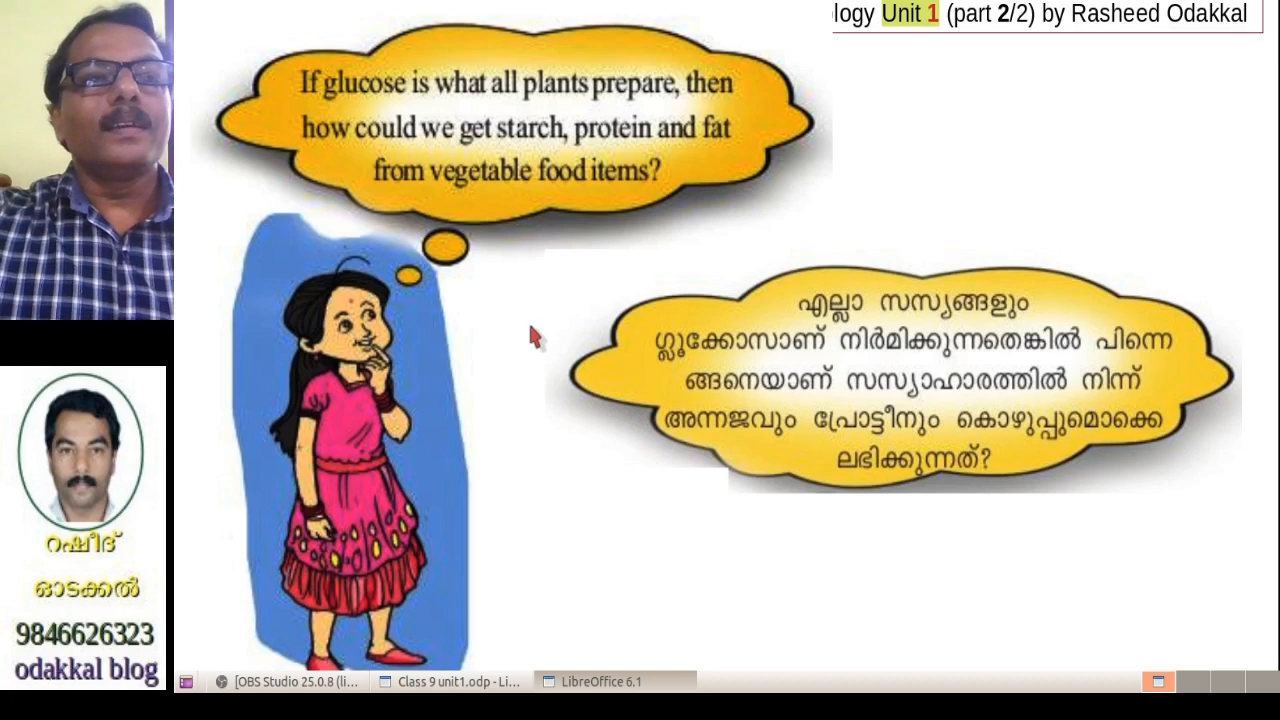 logy Unit 1 (part 2/2) by Rasheed Odakkal
If glucose is what all plants prepare, then
how could we get starch, protein and fat
from vegetable food items?
എല്ലാ സസ്യങ്ങളും
ഗ്ലൂക്കോസാണ് നിർമിക്കുന്നതെങ്കിൽ പിന്നെ
ങ്ങനെയാണ് സസ്യാഹാരത്തിൽ നിന്ന്
അന്നജവും പ്രോട്ടീനും കൊഴുപ്പുമൊക്കെ
ലഭിക്കുന്നത്?
റഷീദ്
ഓടക്കൽ
9846626323
odakkal blog
[OBS Studio 25.0.8 (li... Class 9 unit1.odp - Li... LibreOffice 6.1